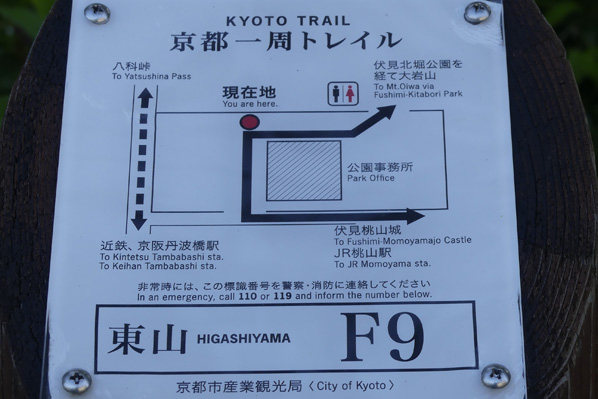 KYOTO TRAIL
京都一周トレイル
八科峠
To Yatsushina Pass
現在地
You are here.
伏見北堀公園を
経て大岩山
To Mt.Oiwa via
Fushimi-Kitabori Park
公園事務所
Park Office
近鉄、京阪丹波橋駅
To Kintetsu Tambabashi sta.
To Keihan Tambabashi sta.
伏見桃山城
To Fushimi-Momoyamajo Castle
JR桃山駅
To JR Momoyama sta.
非常時には、この標識番号を警察・消防に連絡してください
In an emergency, call 110 or 119 and inform the number below.
東山 HIGASHIYAMA F9
京都市産業観光局〈City of Kyoto〉